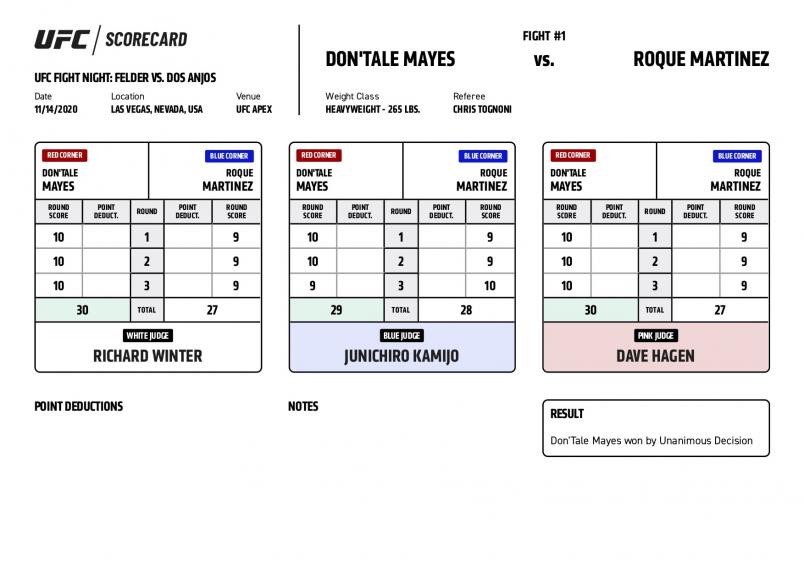 UFC / SCORECARD
UFC FIGHT NIGHT: FELDER VS. DOS ANJOS
Date Location Venue
11/14/2020 LAS VEGAS, NEVADA, USA UFC APEX
FIGHT #1
DON'TALE MAYES VS. ROQUE MARTINEZ
Weight Class Referee
HEAVYWEIGHT - 265 LBS. CHRIS TOGNONI
RED CORNER BLUE CORNER
DON'TALE MAYES ROQUE MARTINEZ
ROUND SCORE POINT DEDUCT. ROUND POINT DEDUCT. ROUND SCORE
10 1 9
10 2 9
10 3 9
30 TOTAL 27
WHITE JUDGE
RICHARD WINTER
RED CORNER BLUE CORNER
DON'TALE MAYES ROQUE MARTINEZ
ROUND SCORE POINT DEDUCT. ROUND POINT DEDUCT. ROUND SCORE
10 1 9
10 2 9
9 3 10
29 TOTAL 28
BLUE JUDGE
JUNICHIRO KAMIJO
RED CORNER BLUE CORNER
DON'TALE MAYES ROQUE MARTINEZ
ROUND SCORE POINT DEDUCT. ROUND POINT DEDUCT. ROUND SCORE
10 1 9
10 2 9
10 3 9
30 TOTAL 27
PINK JUDGE
DAVE HAGEN
POINT DEDUCTIONS
NOTES
RESULT
Don'Tale Mayes won by Unanimous Decision